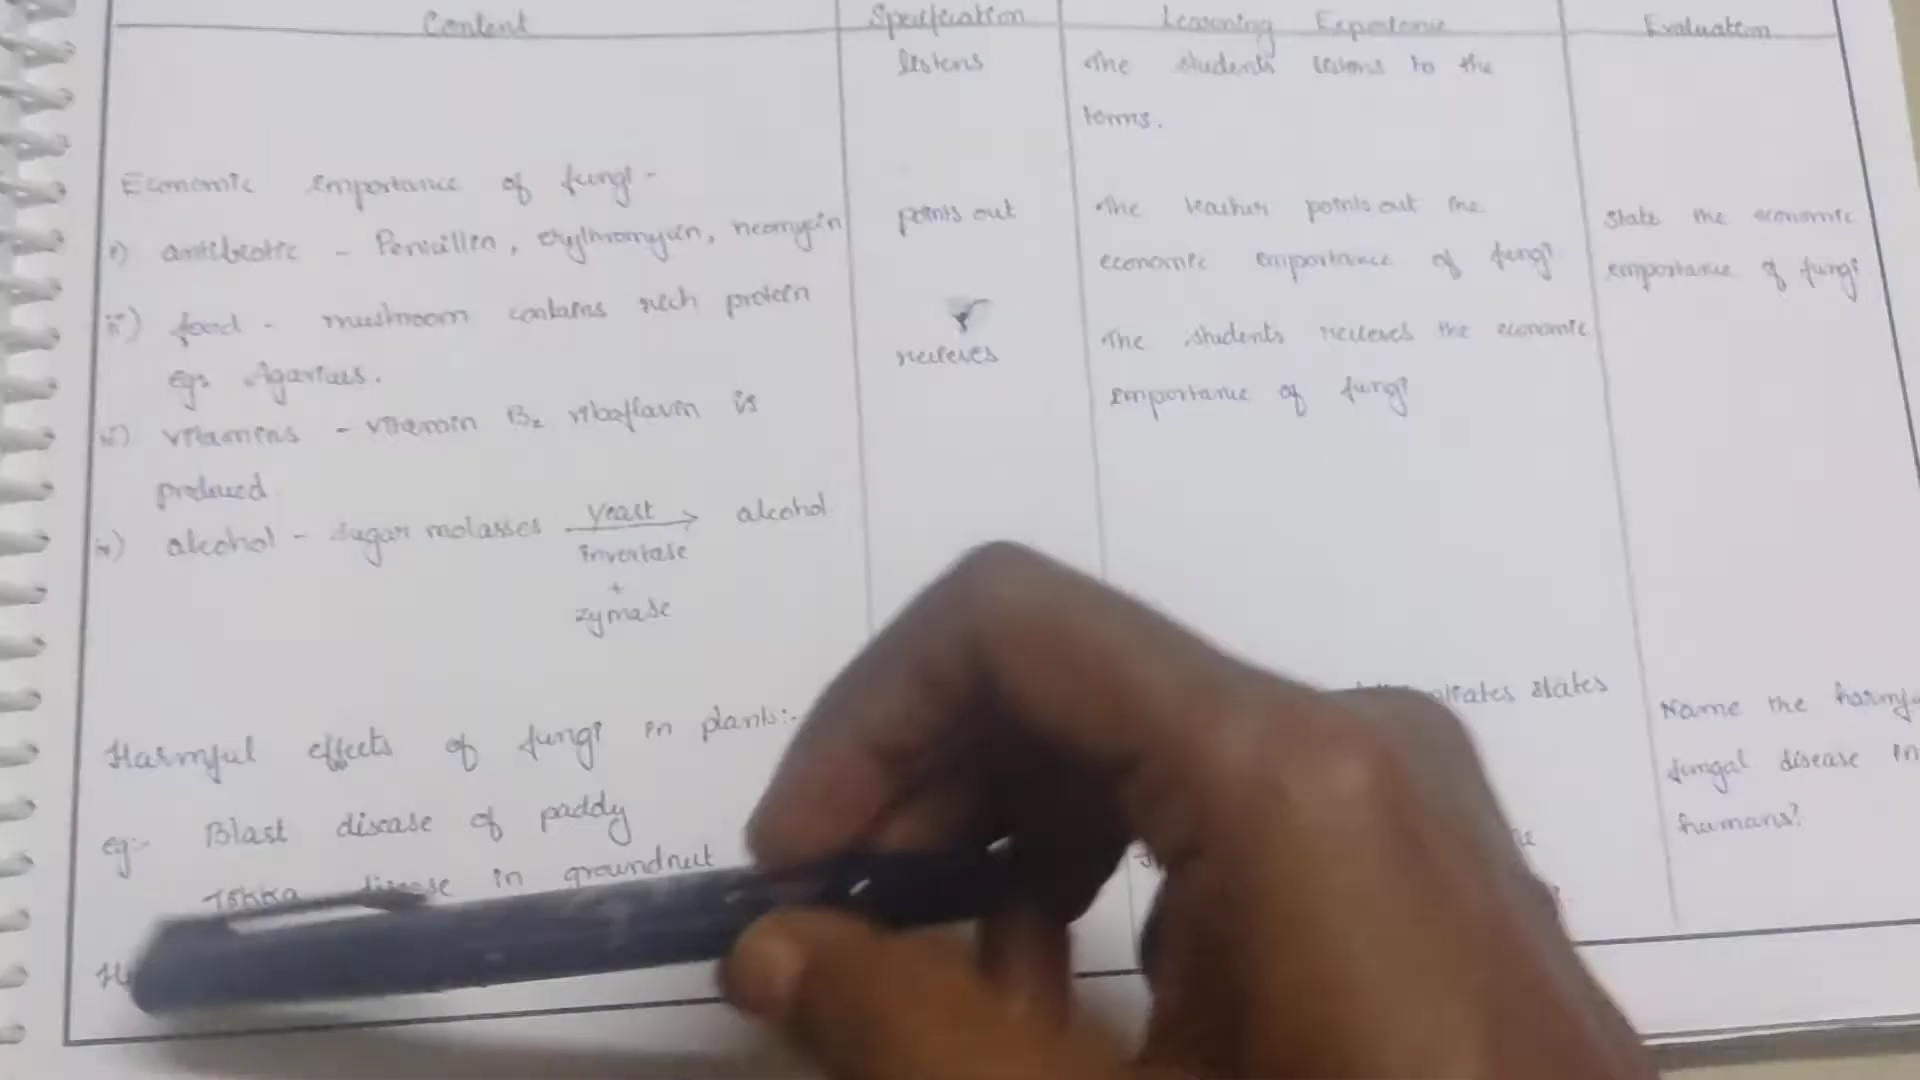 Content
Specification
Learning Experience
Evaluation
listens
The students listens to the
terms.
Economic importance of fungi -
i) antibiotic - Penicillin, erythromycin, neomycin
ii) food - mushroom contains rich protein
eg: Agaricus.
iii) vitamins - vitamin B2 riboflavin is
produced
iv) alcohol - sugar molasses yeast alcohol
invertase
+
zymase
points out
The teacher points out the
economic importance of fungi
State the economic
importance of fungi
recieves
The students recieves the economic
importance of fungi
Harmful effects of fungi in plants:-
eg:- Blast disease of paddy
Tikka disease in groundnut
states
Name the harmf
fungal disease in
humans?